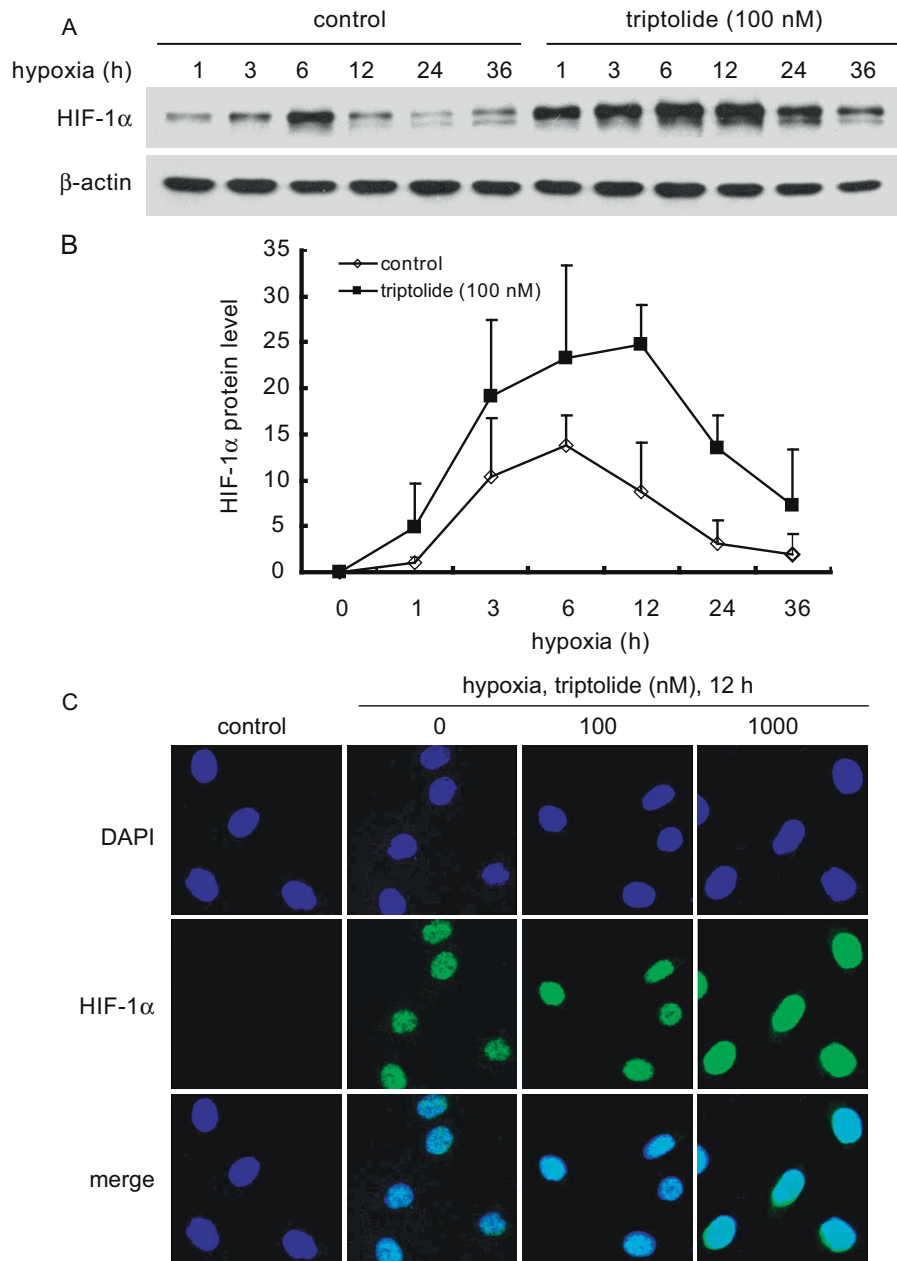 A
control triptolide (100 nM)
hypoxia (h) 1 3 6 12 24 36 1 3 6 12 24 36
HIF-1α
β-actin
B
35
30
25
20
15
10
5
0
HIF-1α protein level
control
triptolide (100 nM)
0 1 3 6 12 24 36
hypoxia (h)
C
hypoxia, triptolide (nM), 12 h
control 0 100 1000
DAPI
HIF-1α
merge